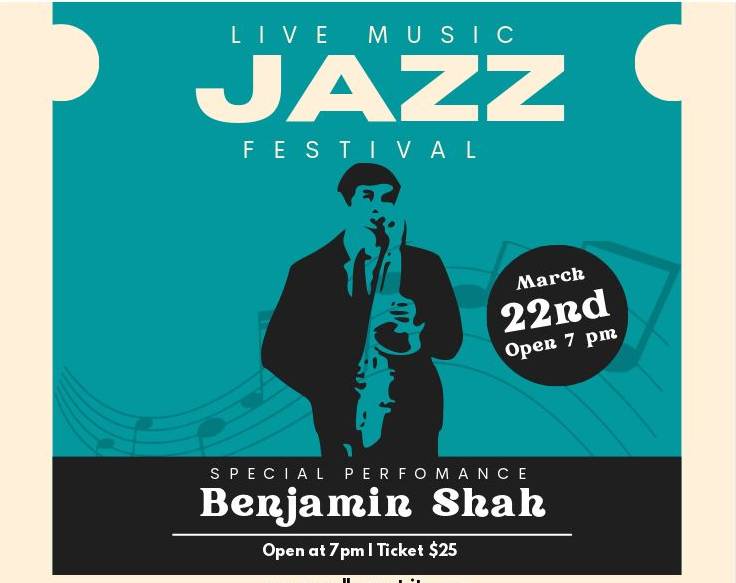 LIVE MUSIC
JAZZ
FESTIVAL
March
22nd
Open 7 pm
SPECIAL PERFOMANCE
Benjamin Shah
Open at 7pm | Ticket $25